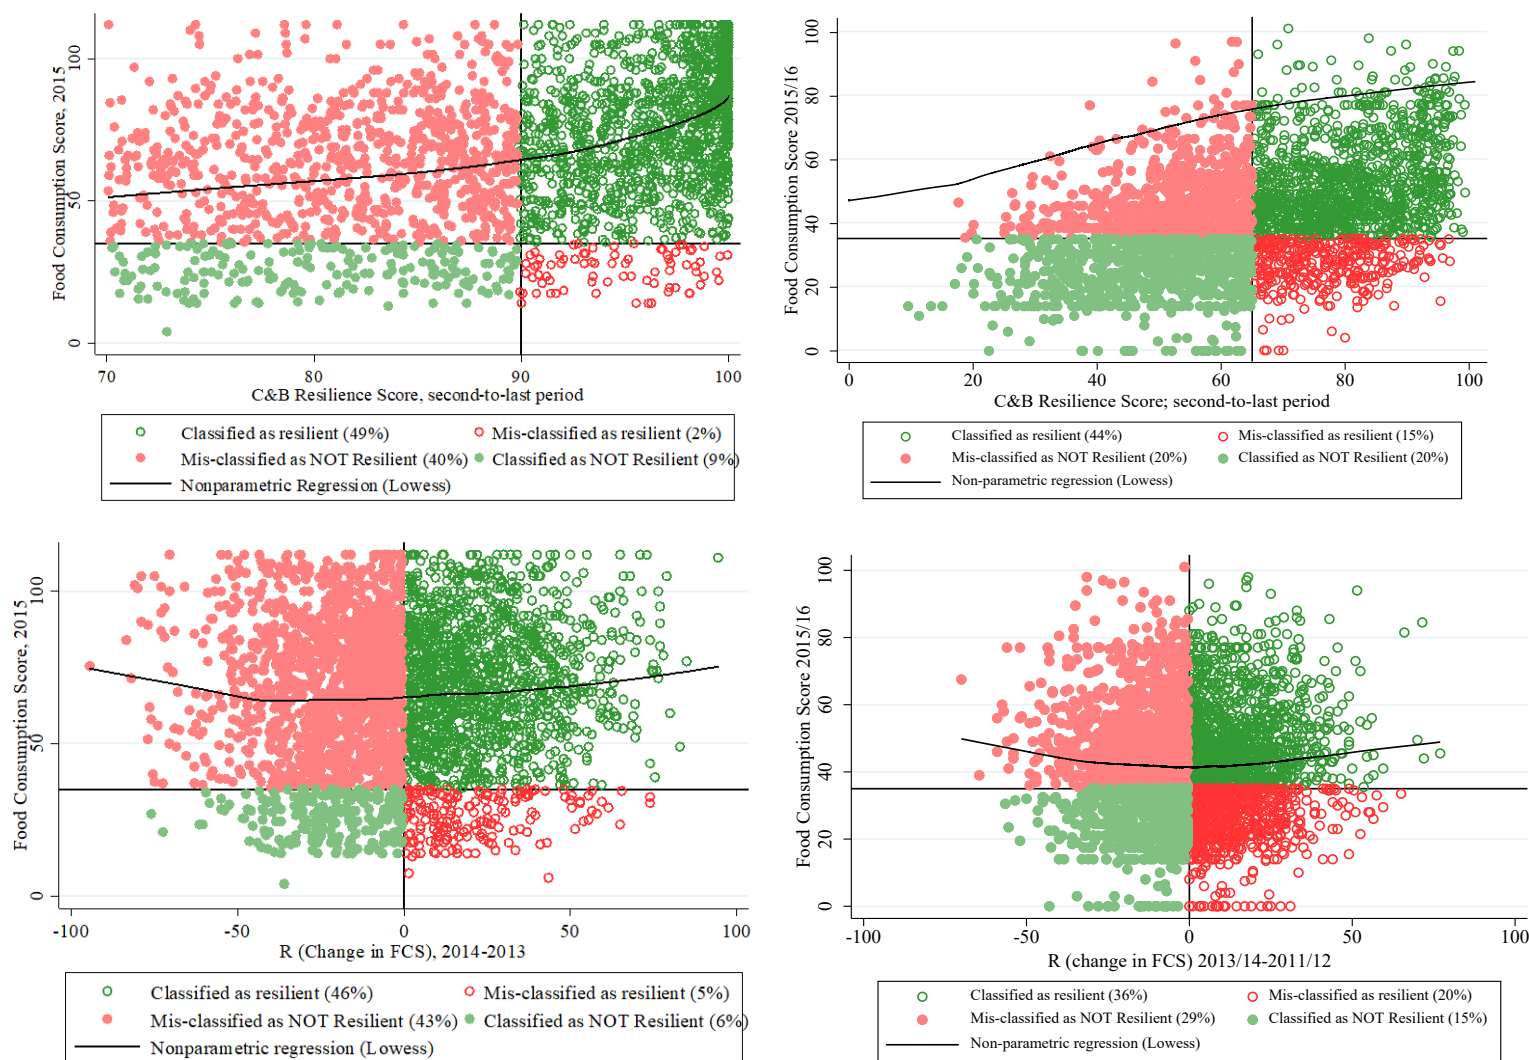 Food Consumption Score, 2015
100
50
0
70 80 90 100
C&B Resilience Score, second-to-last period
Classified as resilient (49%) Mis-classified as resilient (2%)
Mis-classified as NOT Resilient (40%) Classified as NOT Resilient (9%)
Nonparametric Regression (Lowess)
Food Consumption Score 2015/16
100
80
60
40
20
0
0 20 40 60 80 100
C&B Resilience Score; second-to-last period
Classified as resilient (44%) Mis-classified as resilient (15%)
Mis-classified as NOT Resilient (20%) Classified as NOT Resilient (20%)
Non-parametric regression (Lowess)
Food Consumption Score, 2015
100
50
0
-100 -50 0 50 100
R (Change in FCS), 2014-2013
Classified as resilient (46%) Mis-classified as resilient (5%)
Mis-classified as NOT Resilient (43%) Classified as NOT Resilient (6%)
Nonparametric regression (Lowess)
Food Consumption Score 2015/16
100
80
60
40
20
0
-100 -50 0 50 100
R (change in FCS) 2013/14-2011/12
Classified as resilient (36%) Mis-classified as resilient (20%)
Mis-classified as NOT Resilient (29%) Classified as NOT Resilient (15%)
Non-parametric regression (Lowess)